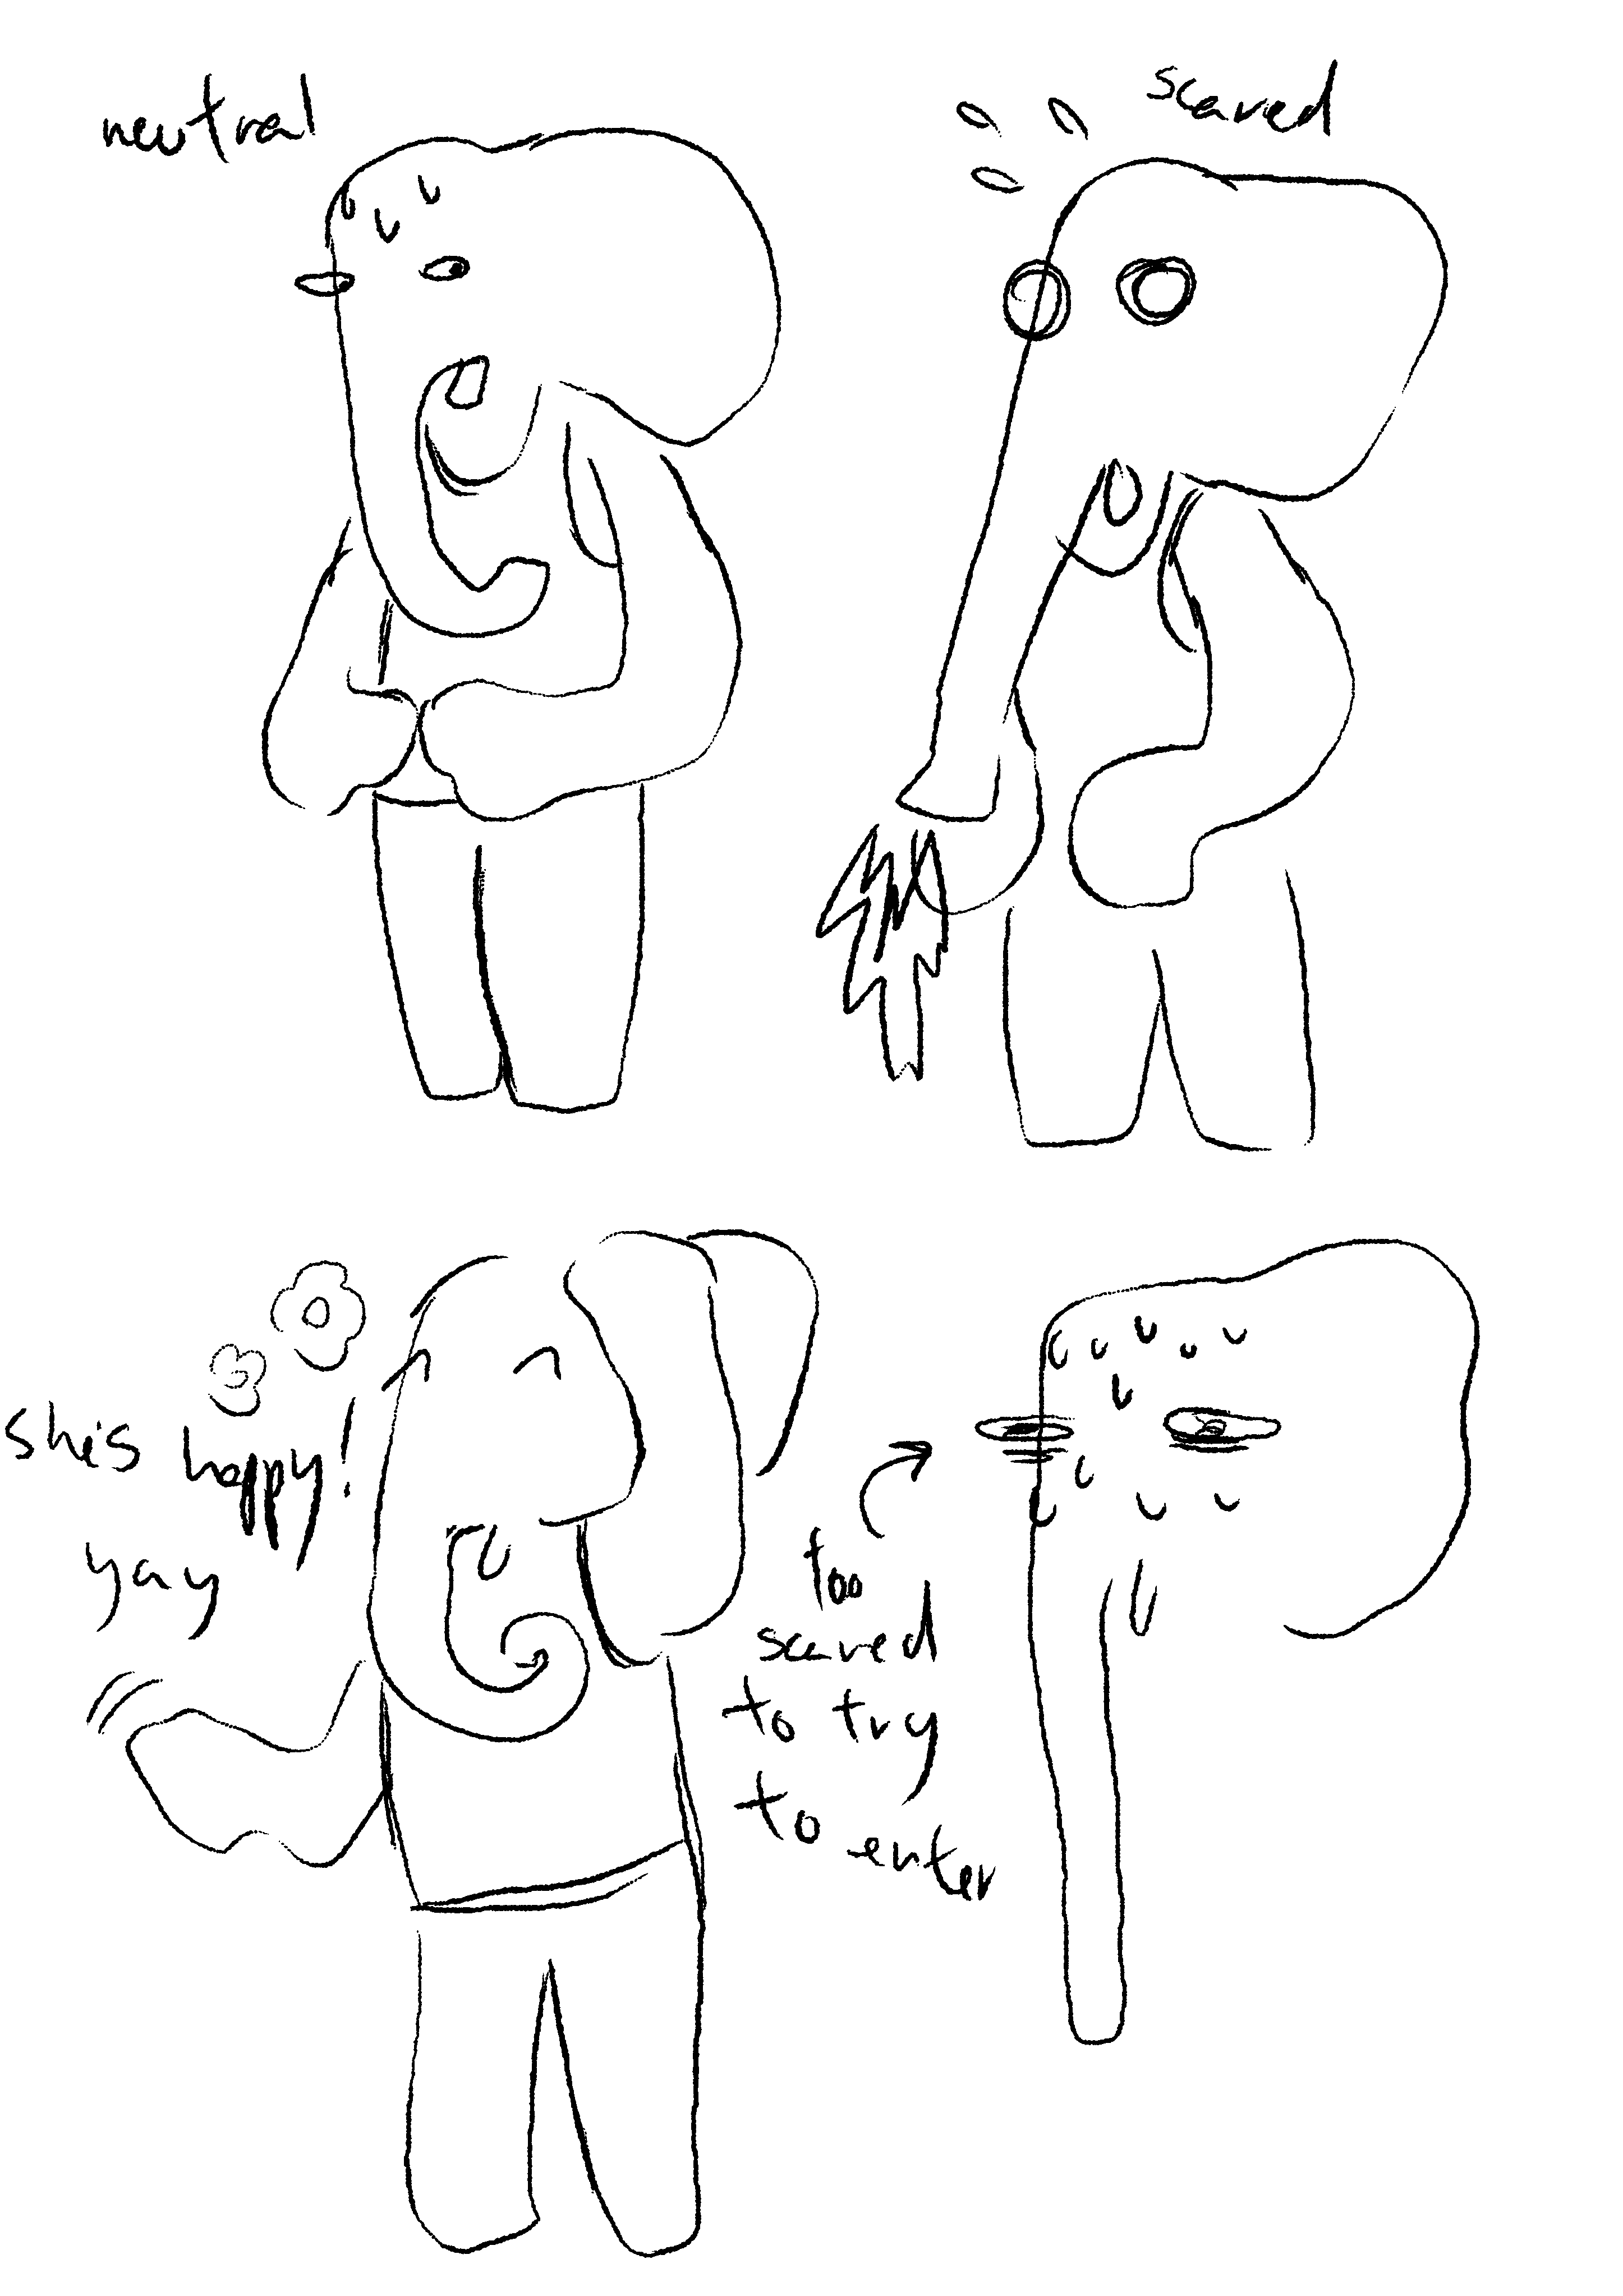 neutral
scared
she's happy!
yay
too
scared
to try
to enter